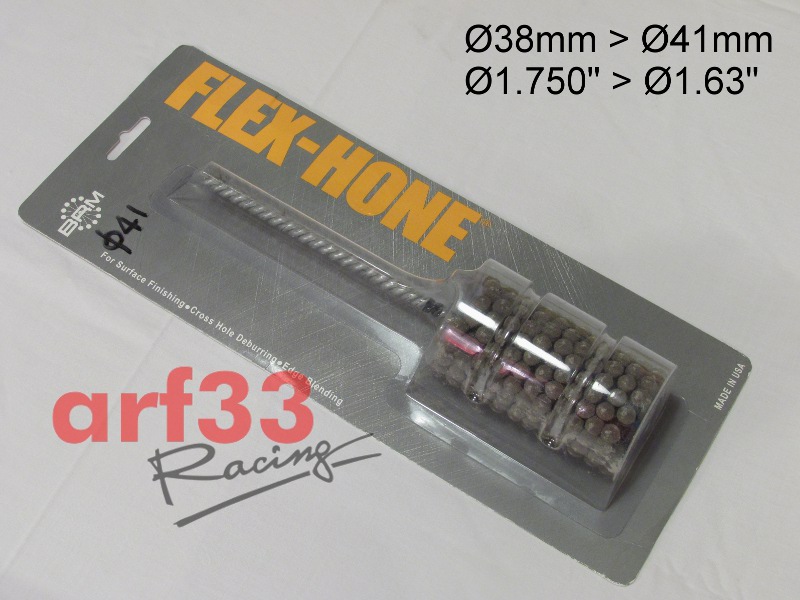 Ø38mm > Ø41mm
Ø1.750" > Ø1.63"
FLEX-HONE®
BRM
ϕ41
For Surface Finishing•Cross Hole Deburring•Edge Blending
MADE IN USA
arf33
Racing